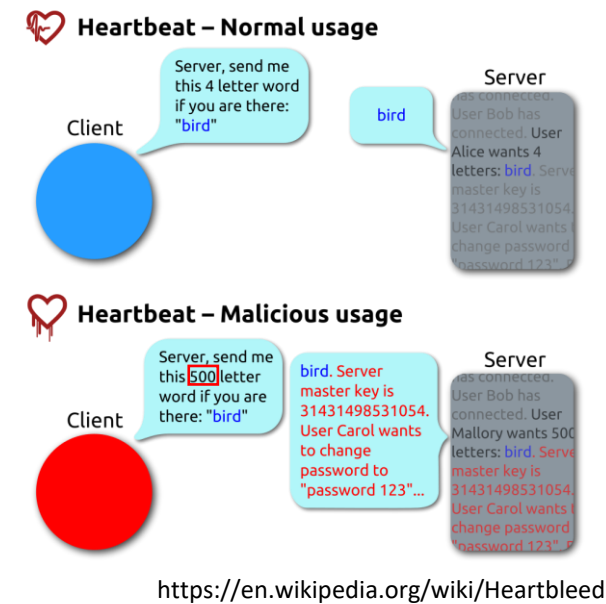 Heartbeat – Normal usage
Server, send me
this 4 letter word
if you are there:
"bird"
Client
bird
Server
has connected.
User Bob has
connected. User
Alice wants 4
letters: bird. Serve
master key is
31431498531054.
User Carol wants t
change password
"password 123".
Heartbeat – Malicious usage
Server, send me
this 500 letter
word if you are
there: "bird"
Client
bird. Server
master key is
31431498531054.
User Carol wants
to change
password to
"password 123"...
Server
has connected.
User Bob has
connected. User
Mallory wants 500
letters: bird. Serve
master key is
31431498531054.
User Carol wants t
change password
"password 123".
https://en.wikipedia.org/wiki/Heartbleed